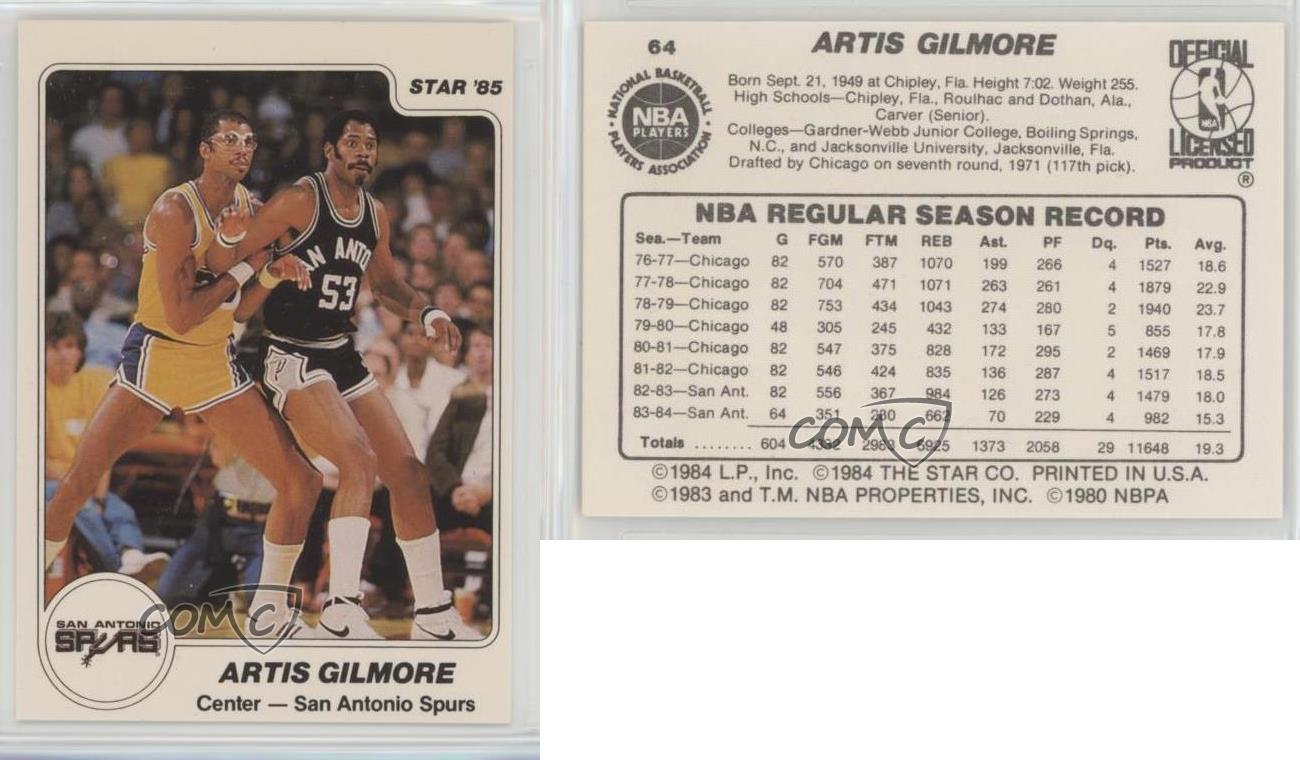 STAR '85
SAN ANTONIO
53
SAN ANTONIO
SPURS
COMC
ARTIS GILMORE
Center — San Antonio Spurs
64
ARTIS GILMORE
NATIONAL BASKETBALL
NBA
PLAYERS
PLAYERS ASSOCIATION
Born Sept. 21, 1949 at Chipley, Fla. Height 7:02. Weight 255.
High Schools—Chipley, Fla., Roulhac and Dothan, Ala.,
Carver (Senior).
Colleges—Gardner-Webb Junior College, Boiling Springs,
N.C., and Jacksonville University, Jacksonville, Fla.
Drafted by Chicago on seventh round, 1971 (117th pick).
OFFICIAL
NBA
LICENSED
PRODUCT
®
NBA REGULAR SEASON RECORD
Sea.—Team G FGM FTM REB Ast. PF Dq. Pts. Avg.
76-77—Chicago 82 570 387 1070 199 266 4 1527 18.6
77-78—Chicago 82 704 471 1071 263 261 4 1879 22.9
78-79—Chicago 82 753 434 1043 274 280 2 1940 23.7
79-80—Chicago 48 305 245 432 133 167 5 855 17.8
80-81—Chicago 82 547 375 828 172 295 2 1469 17.9
81-82—Chicago 82 546 424 835 136 287 4 1517 18.5
82-83—San Ant. 82 556 367 984 126 273 4 1479 18.0
83-84—San Ant. 64 351 280 662 70 229 4 982 15.3
Totals ........ 604 4332 2983 6925 1373 2058 29 11648 19.3
COMC
©1984 L.P., Inc. ©1984 THE STAR CO. PRINTED IN U.S.A.
©1983 and T.M. NBA PROPERTIES, INC. ©1980 NBPA